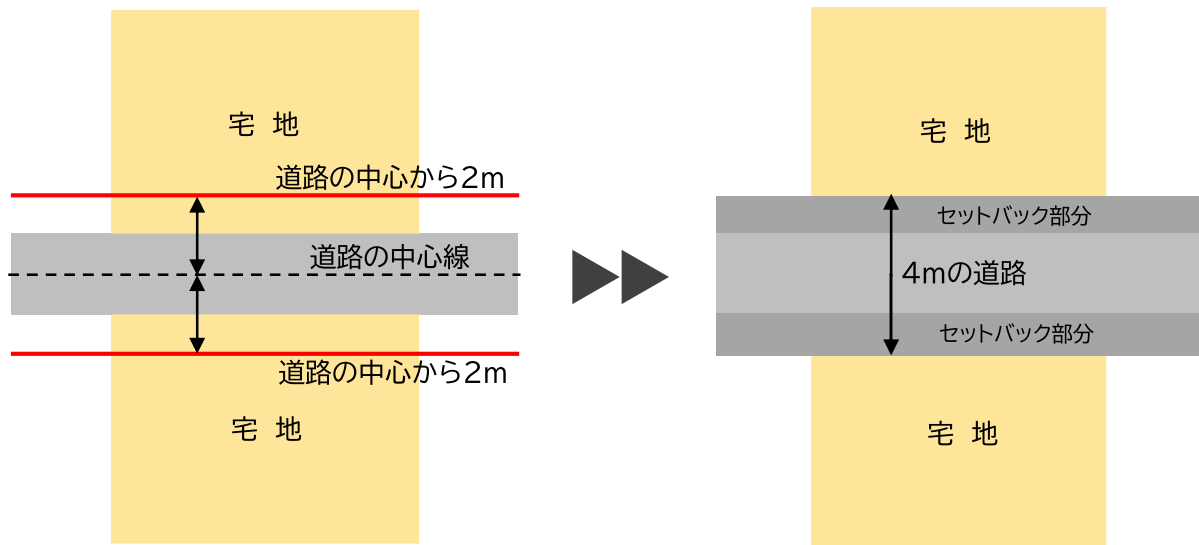 宅 地
道路の中心から2m
道路の中心線
道路の中心から2m
宅 地
宅 地
セットバック部分
4mの道路
セットバック部分
宅 地